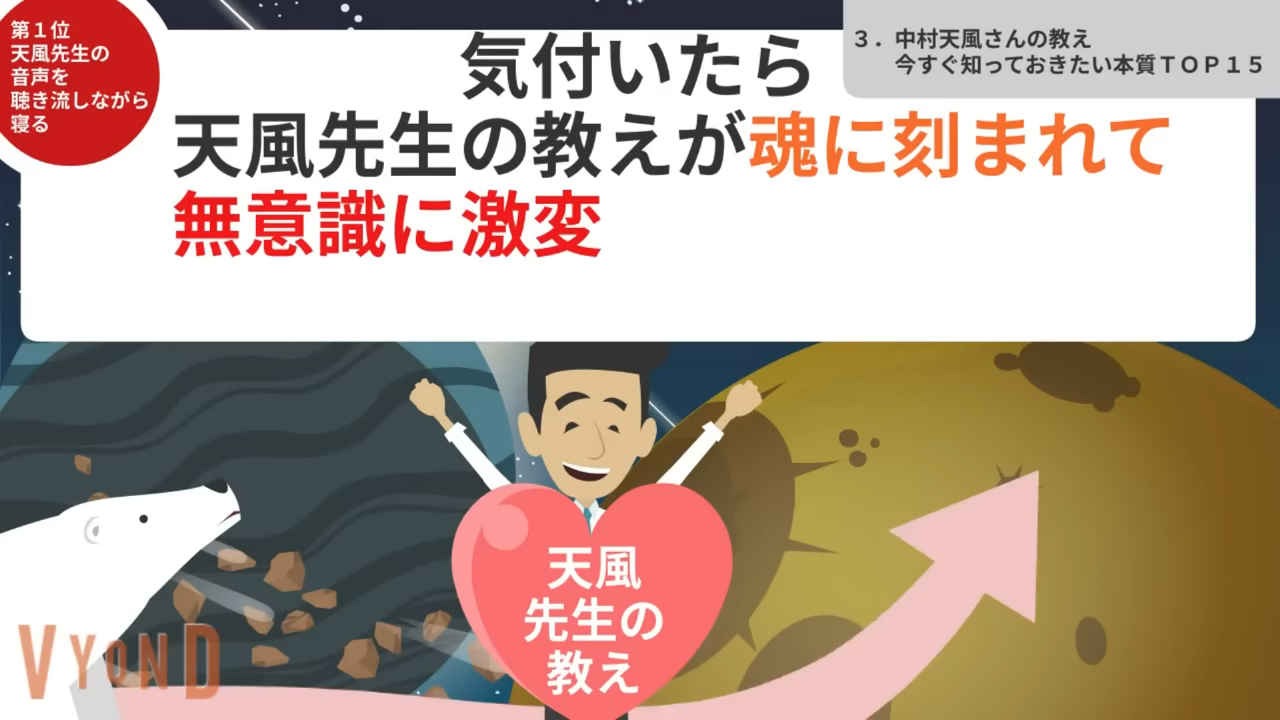 第１位
天風先生の
音声を
聴き流しながら
寝る
３．中村天風さんの教え
今すぐ知っておきたい本質ＴＯＰ１５
気付いたら
天風先生の教えが魂に刻まれて
無意識に激変
天風
先生の
教え
VYOND